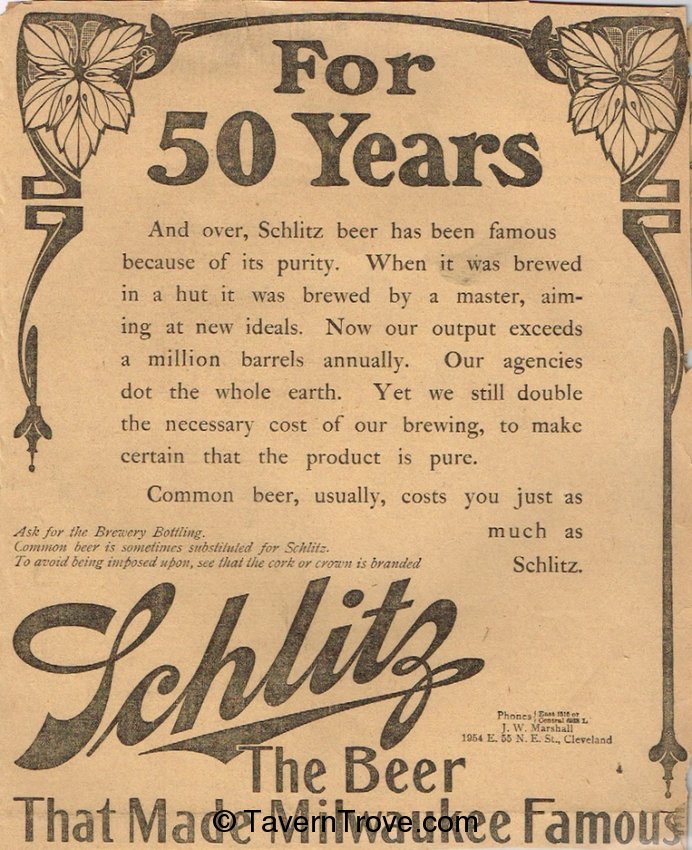 For
50 Years
And over, Schlitz beer has been famous
because of its purity. When it was brewed
in a hut it was brewed by a master, aim-
ing at new ideals. Now our output exceeds
a million barrels annually. Our agencies
dot the whole earth. Yet we still double
the necessary cost of our brewing, to make
certain that the product is pure.
Common beer, usually, costs you just as
much as
Schlitz.
Ask for the Brewery Bottling.
Common beer is sometimes substituted for Schlitz.
To avoid being imposed upon, see that the cork or crown is branded
Schlitz
Phones
J. W. Marshall
1954 E. 55 N. E. St., Cleveland
The Beer
That Made Milwaukee Famous
©TavernTrove.com